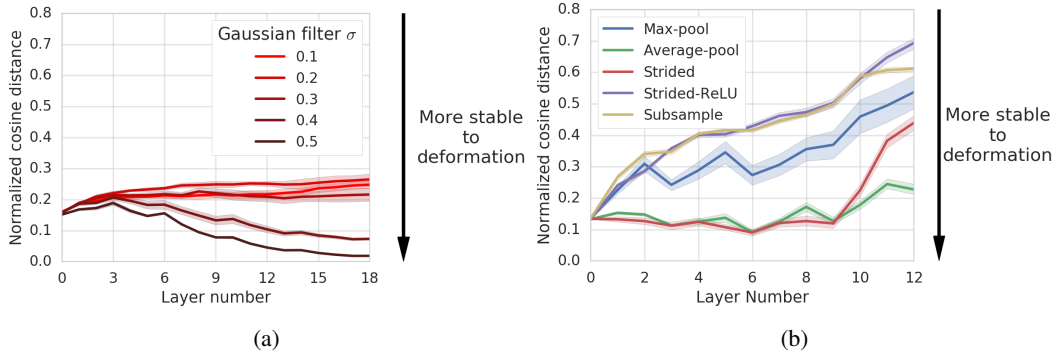 0.8
0.7
0.6
0.5
0.4
0.3
0.2
0.1
0.0
Normalized cosine distance
Gaussian filter σ
0.1
0.2
0.3
0.4
0.5
0 3 6 9 12 15 18
Layer number
More stable
to
deformation
(a)
0.8
0.7
0.6
0.5
0.4
0.3
0.2
0.1
0.0
Normalized cosine distance
Max-pool
Average-pool
Strided
Strided-ReLU
Subsample
0 2 4 6 8 10 12
Layer Number
More stable
to
deformation
(b)